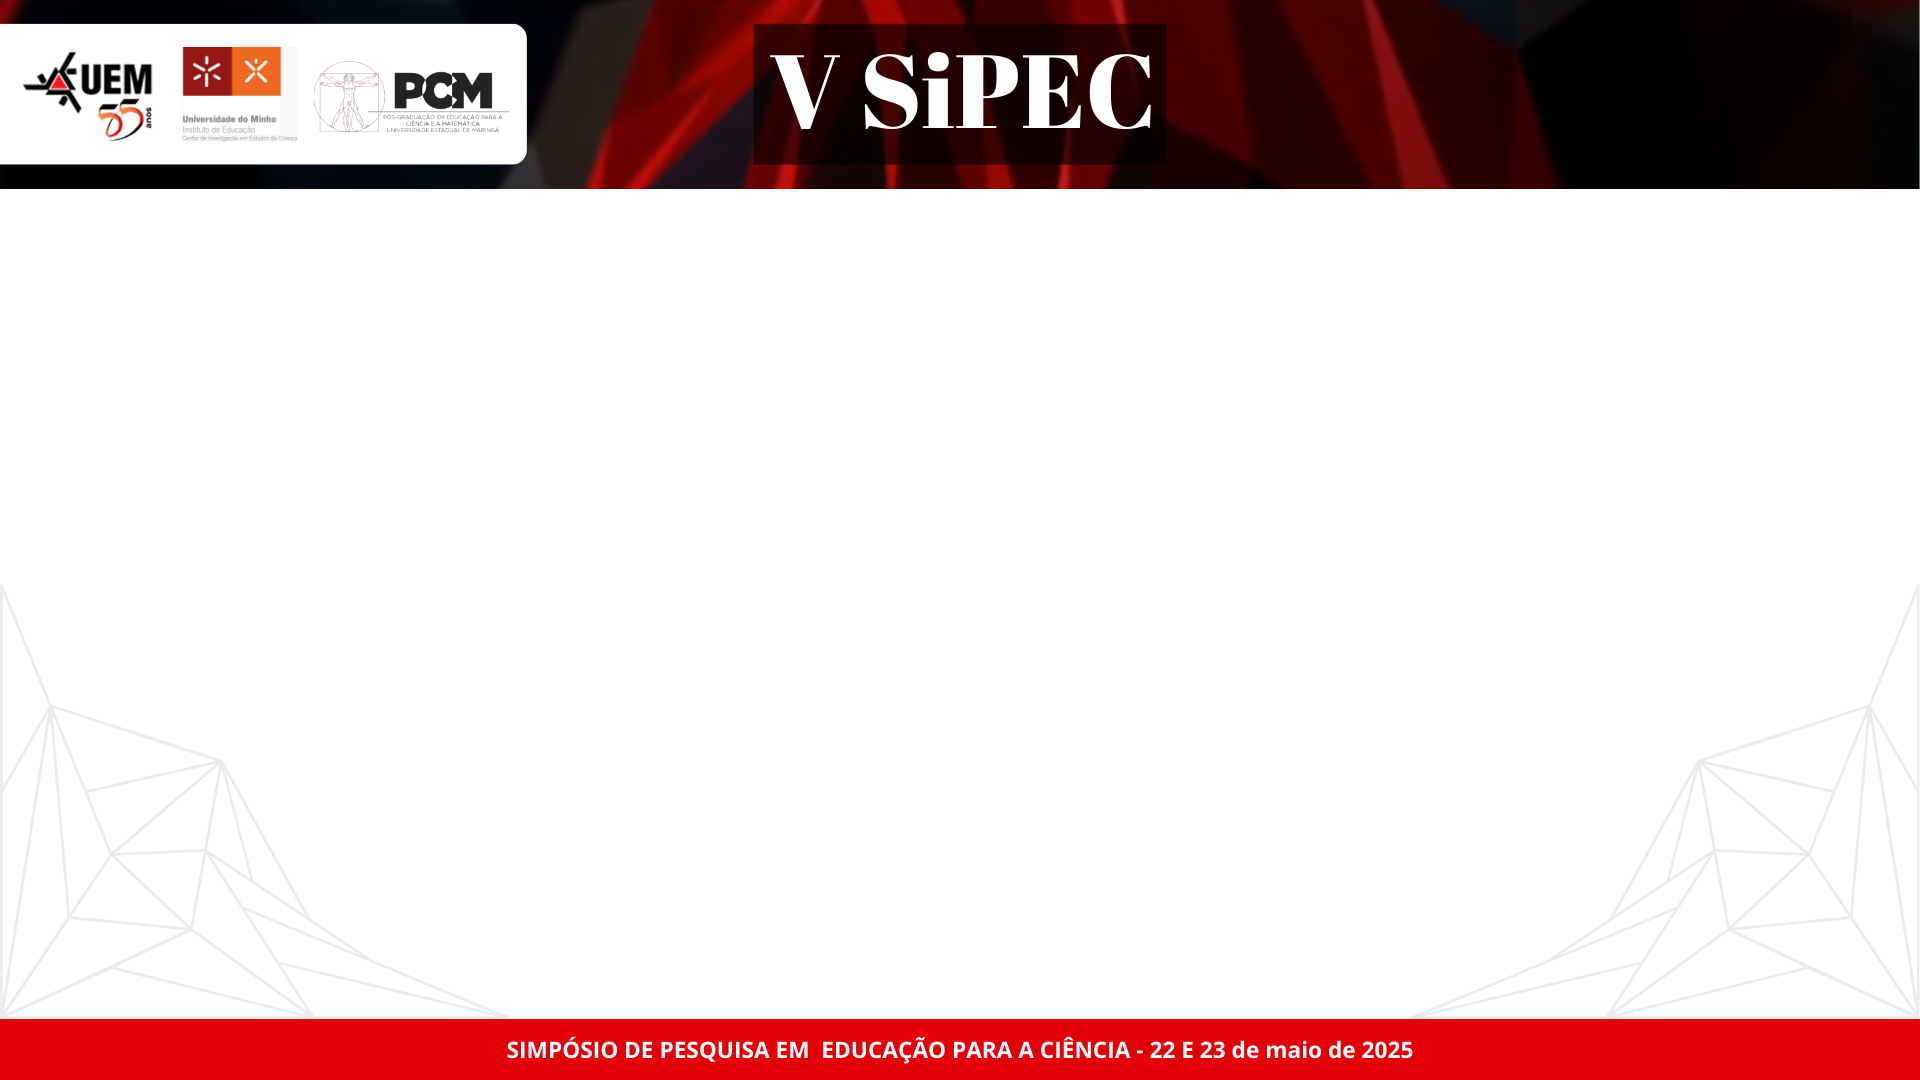 UEM
55 anos
Universidade do Minho
Instituto de Educação
Centro de Investigação em Estudos da Criança
PCM
PÓS-GRADUAÇÃO EM EDUCAÇÃO PARA A
CIÊNCIA E A MATEMÁTICA
UNIVERSIDADE ESTADUAL DE MARINGÁ
V SiPEC
SIMPÓSIO DE PESQUISA EM  EDUCAÇÃO PARA A CIÊNCIA - 22 E 23 de maio de 2025